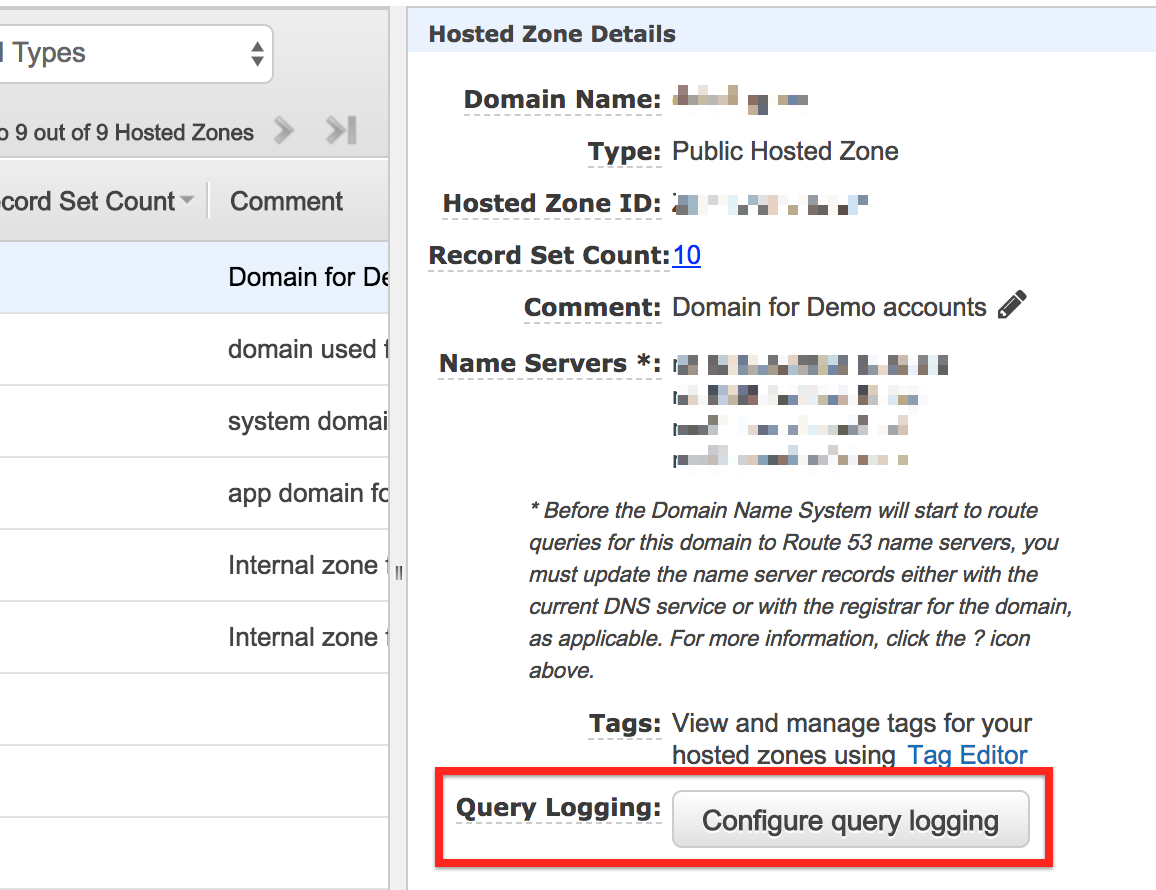 Types
9 out of 9 Hosted Zones
Record Set Count
Comment
Domain for
domain used
system domai
app domain fo
Internal zone
Internal zone
Hosted Zone Details
Domain Name:
Type: Public Hosted Zone
Hosted Zone ID:
Record Set Count: 10
Comment: Domain for Demo accounts
Name Servers *:
* Before the Domain Name System will start to route
queries for this domain to Route 53 name servers, you
must update the name server records either with the
current DNS service or with the registrar for the domain,
as applicable. For more information, click the ? icon
above.
Tags: View and manage tags for your
hosted zones using Tag Editor
Query Logging: Configure query logging